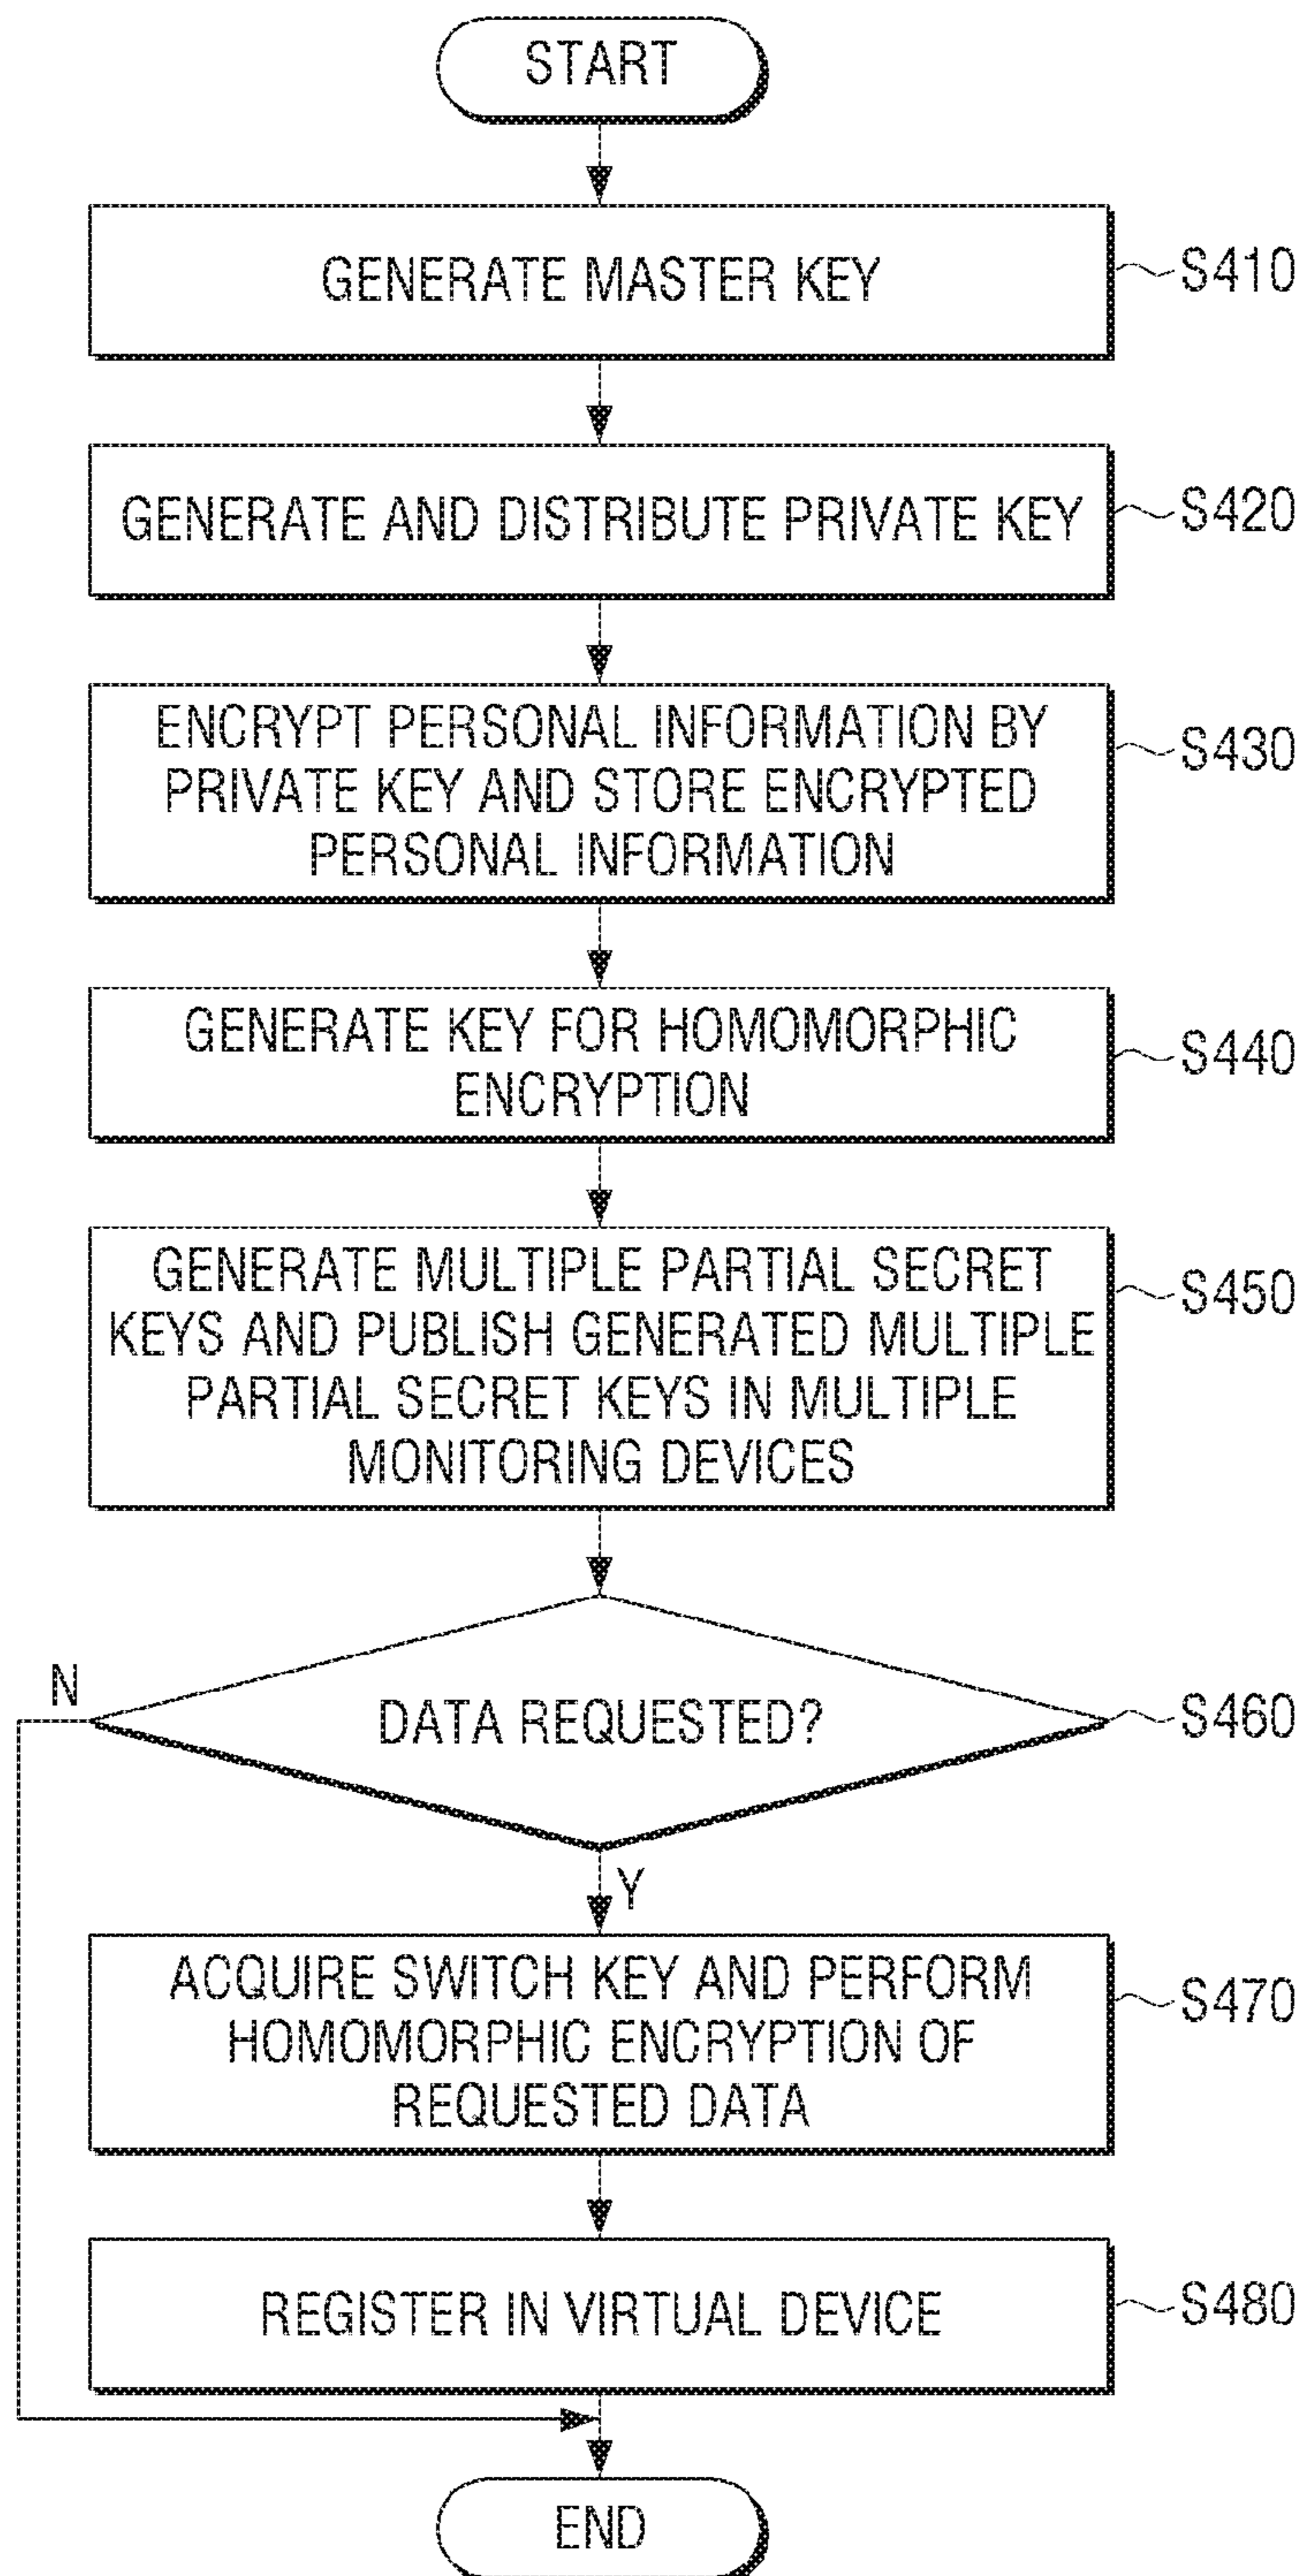 START
GENERATE MASTER KEY
S410
GENERATE AND DISTRIBUTE PRIVATE KEY
S420
ENCRYPT PERSONAL INFORMATION BY
PRIVATE KEY AND STORE ENCRYPTED
PERSONAL INFORMATION
S430
GENERATE KEY FOR HOMOMORPHIC
ENCRYPTION
S440
GENERATE MULTIPLE PARTIAL SECRET
KEYS AND PUBLISH GENERATED MULTIPLE
PARTIAL SECRET KEYS IN MULTIPLE
MONITORING DEVICES
S450
N
DATA REQUESTED?
S460
Y
ACQUIRE SWITCH KEY AND PERFORM
HOMOMORPHIC ENCRYPTION OF
REQUESTED DATA
S470
REGISTER IN VIRTUAL DEVICE
S480
END